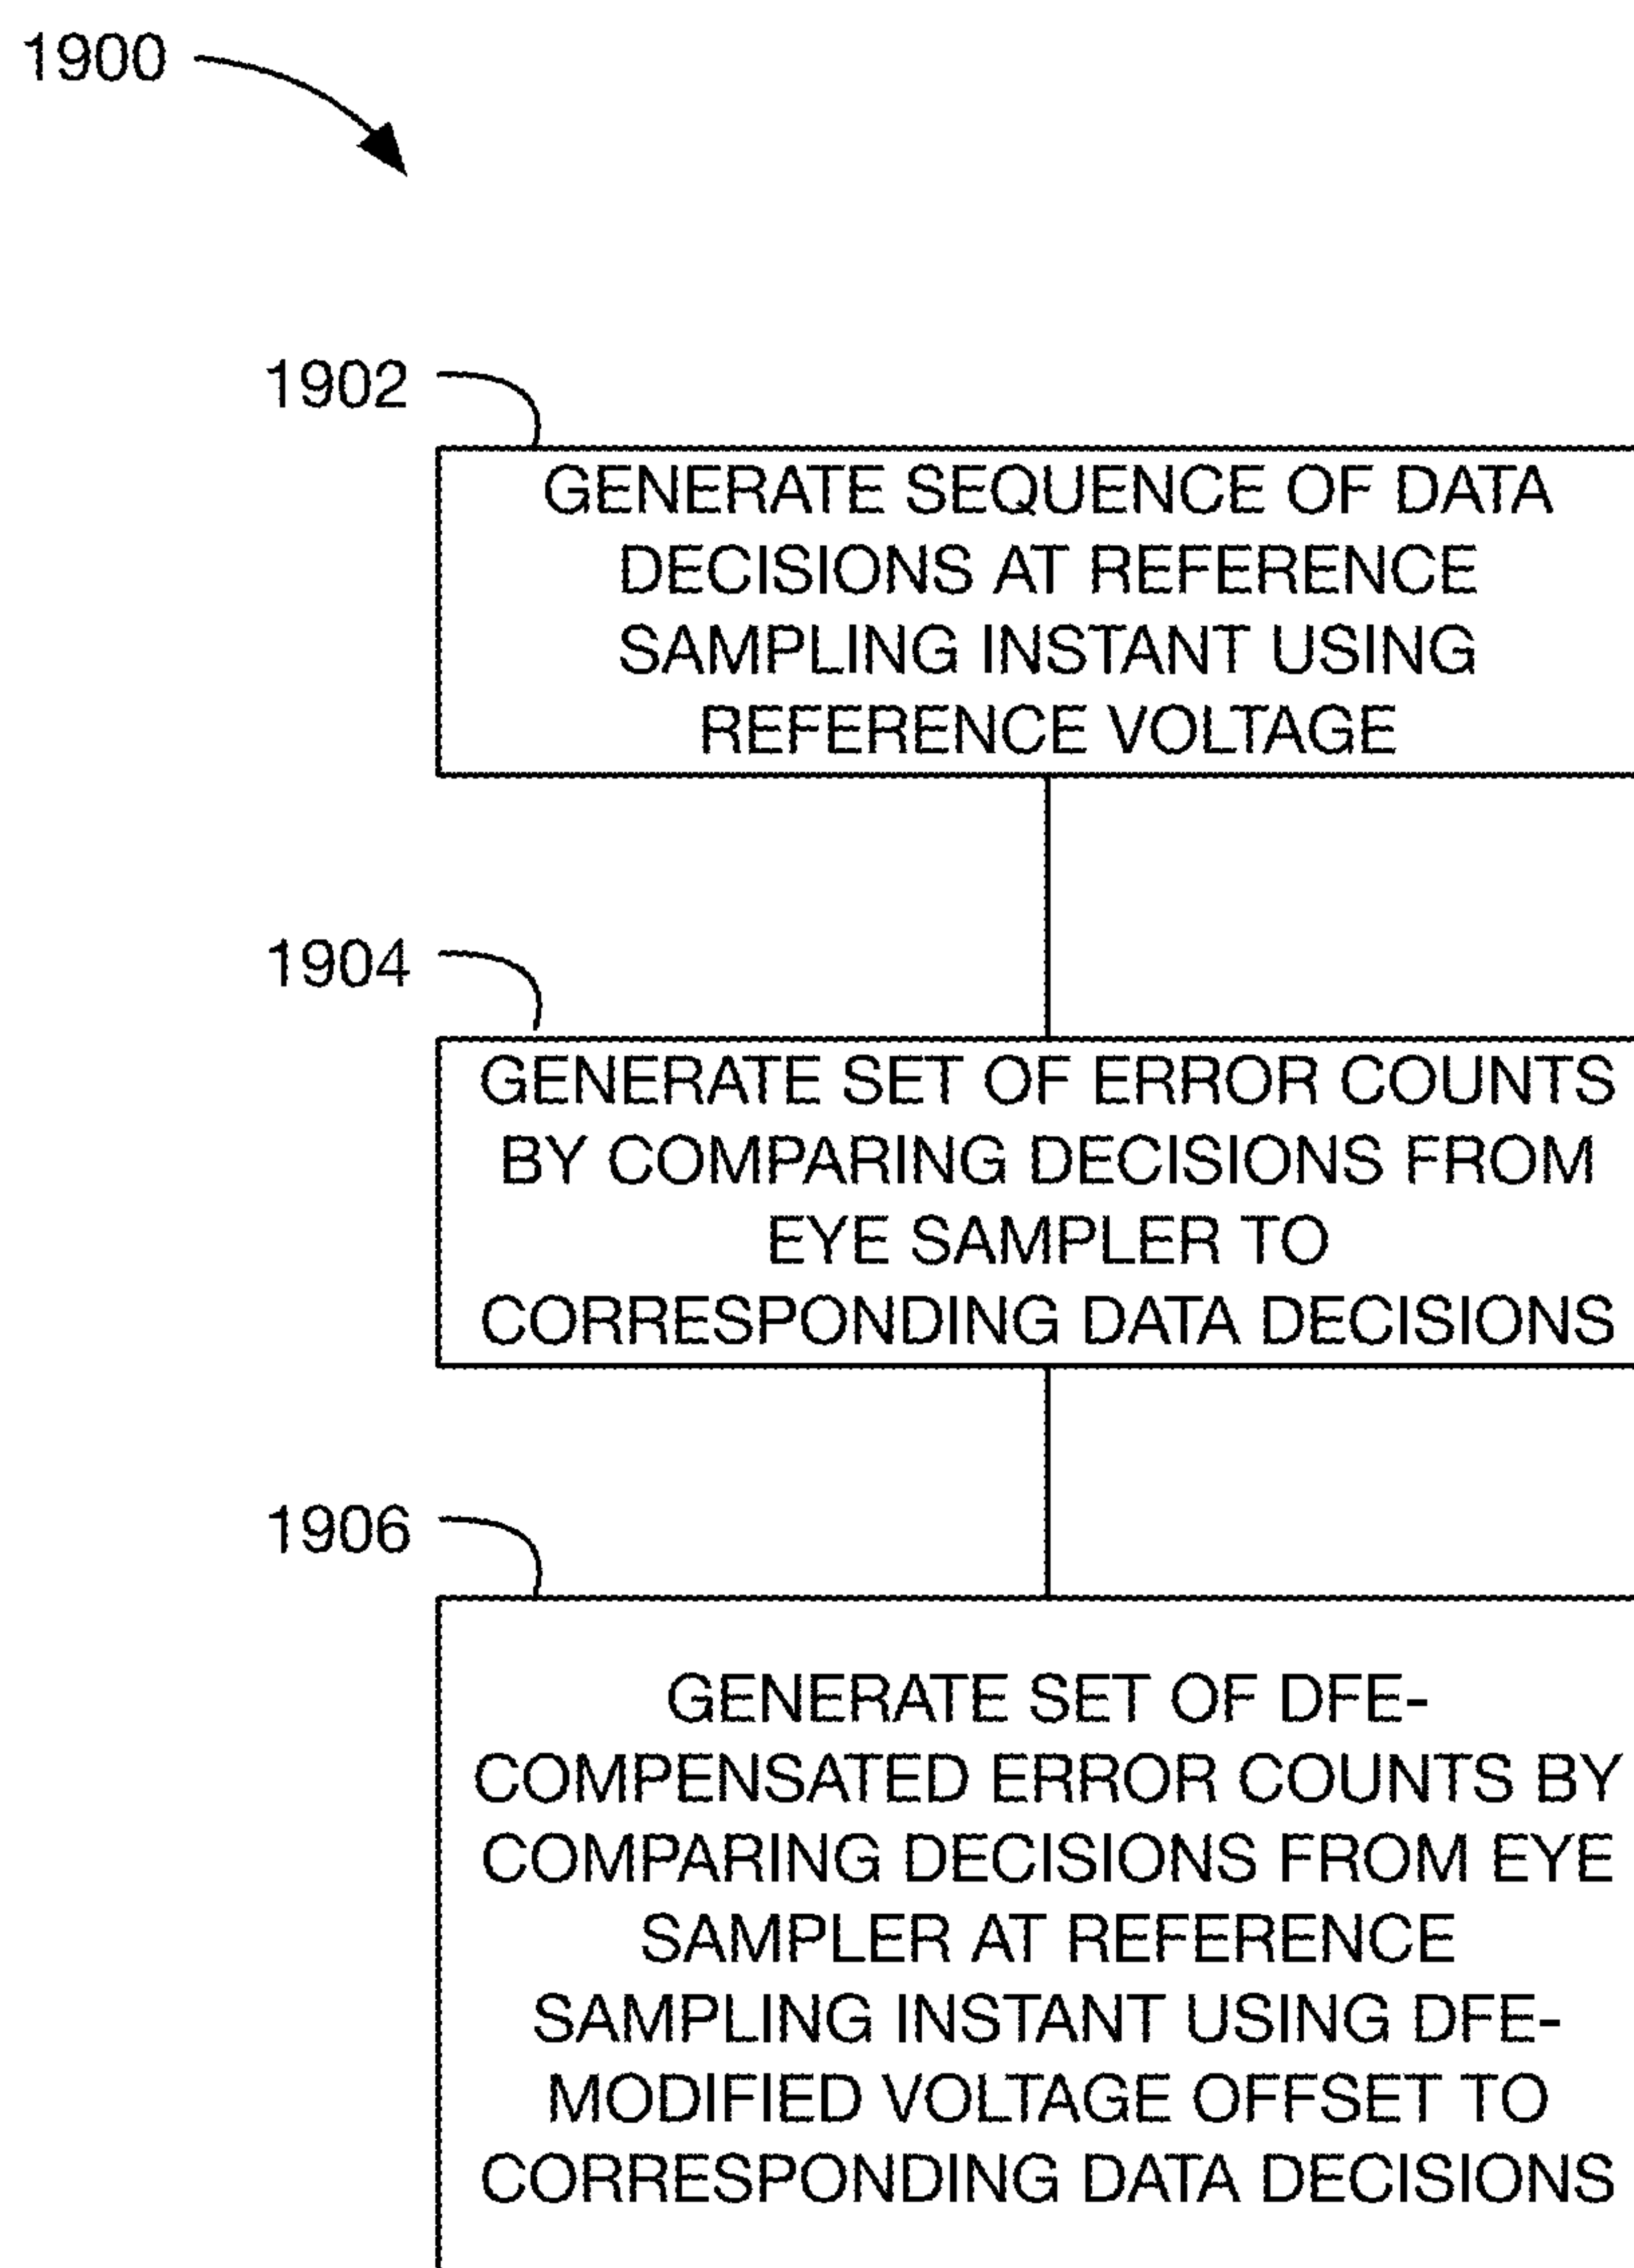 1900
1902
GENERATE SEQUENCE OF DATA
DECISIONS AT REFERENCE
SAMPLING INSTANT USING
REFERENCE VOLTAGE
1904
GENERATE SET OF ERROR COUNTS
BY COMPARING DECISIONS FROM
EYE SAMPLER TO
CORRESPONDING DATA DECISIONS
1906
GENERATE SET OF DFE-
COMPENSATED ERROR COUNTS BY
COMPARING DECISIONS FROM EYE
SAMPLER AT REFERENCE
SAMPLING INSTANT USING DFE-
MODIFIED VOLTAGE OFFSET TO
CORRESPONDING DATA DECISIONS